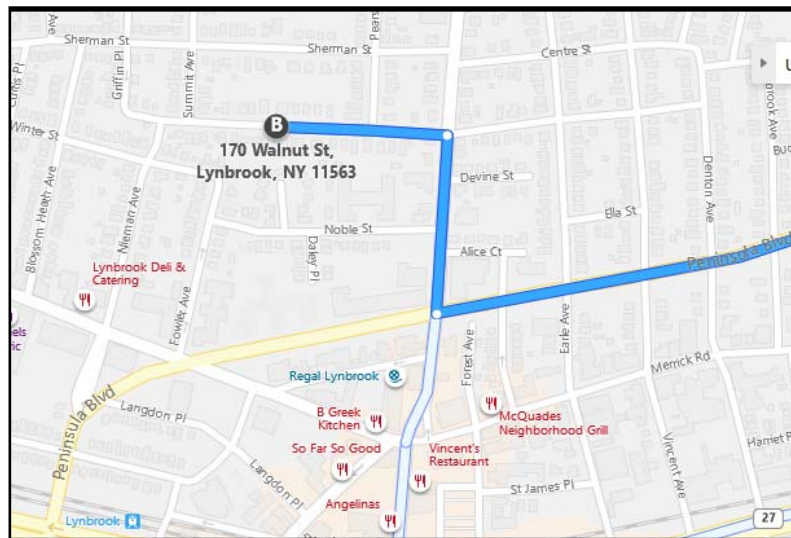 Sherman St
Griffin Pl
Summit Ave
Sherman St
Centre St
Denton Ave
Winter St
B
170 Walnut St,
Lynbrook, NY 11563
Devine St
Blossom Heath Ave
Nieman Ave
Noble St
Ella St
Daley Pl
Alice Ct
Peninsula Blvd
Lynbrook Deli &
Catering
Fowler Ave
Forest Ave
Earle Ave
Merrick Rd
Regal Lynbrook
Peninsula Blvd
Langdon Pl
B Greek
Kitchen
McQuades
Neighborhood Grill
So Far So Good
Vincent's
Restaurant
Vincent Ave
Harriet P
Langdon Pl
St James Pl
Angelinas
Lynbrook
27